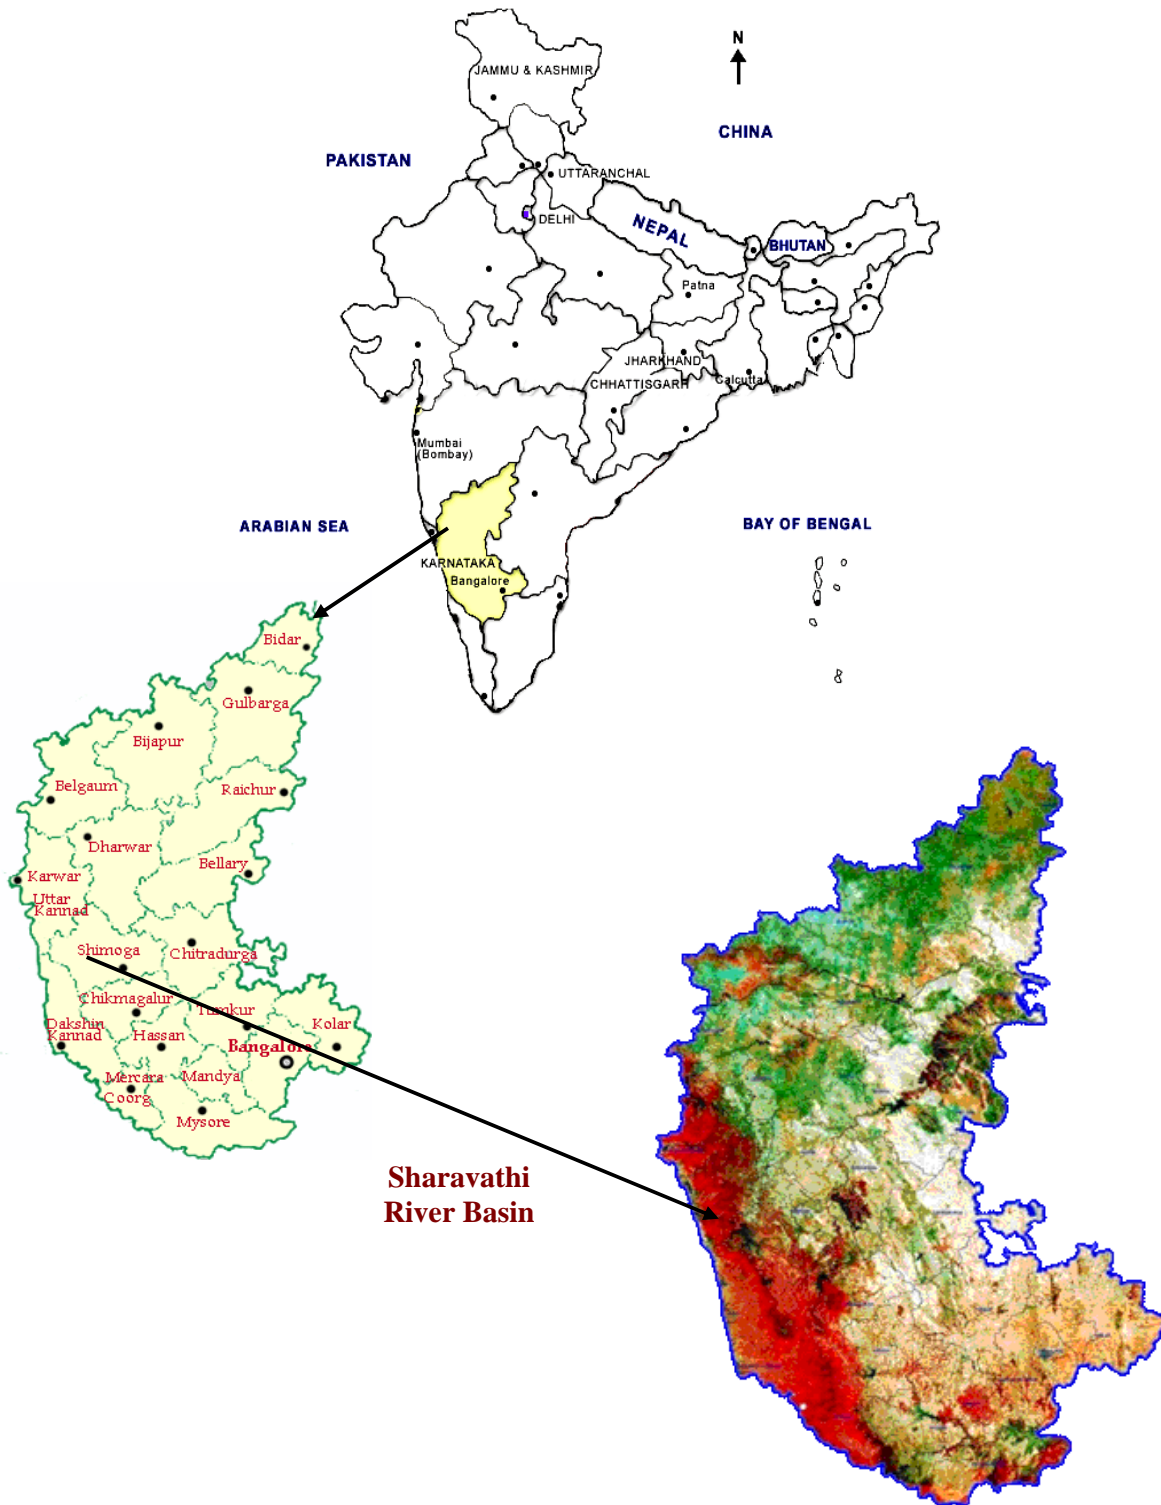 N
JAMMU & KASHMIR
CHINA
PAKISTAN
UTTARANCHAL
DELHI
NEPAL
BHUTAN
Patna
JHARKHAND
CHHATTISGARH
Calcutta
Mumbai
(Bombay)
ARABIAN SEA
BAY OF BENGAL
KARNATAKA
Bangalore
Bidar
Gulbarga
Bijapur
Belgaum
Raichur
Dharwar
Bellary
Karwar
Uttar
Kannad
Shimoga
Chitradurga
Chikmagalur
Tumkur
Dakshin
Kannad
Hassan
Kolar
Bangalore
Mercara
Mandya
Coorg
Mysore
Sharavathi
River Basin